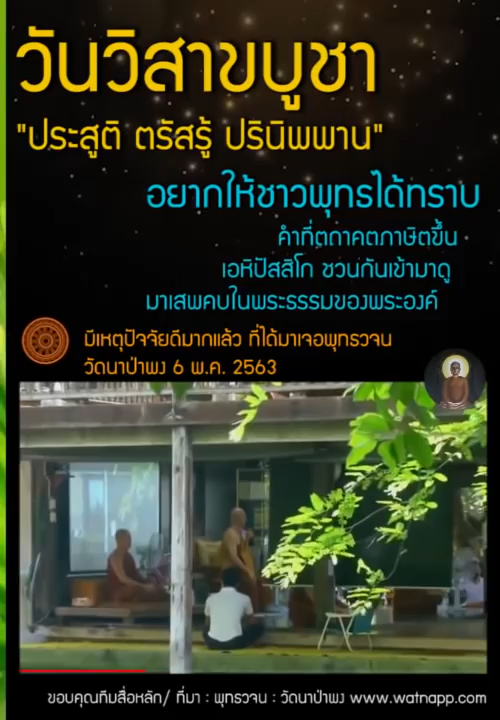 วันวิสาขบูชา
"ประสูติ ตรัสรู้ ปรินิพพาน"
อยากให้ชาวพุทธได้ทราบ
คำที่ตถาคตภาษิตขึ้น
เอหิปัสสิโก ชวนกันเข้ามาดู
มาเสพคบในพระธรรมของพระองค์
มีเหตุปัจจัยดีมากแล้ว ที่ได้มาเจอพุทธวจน
วัดนาป่าพง 6 พ.ค. 2563
ขอบคุณทีมสื่อหลัก/ ที่มา : พุทธวจน : วัดนาป่าพง www.watnapp.com